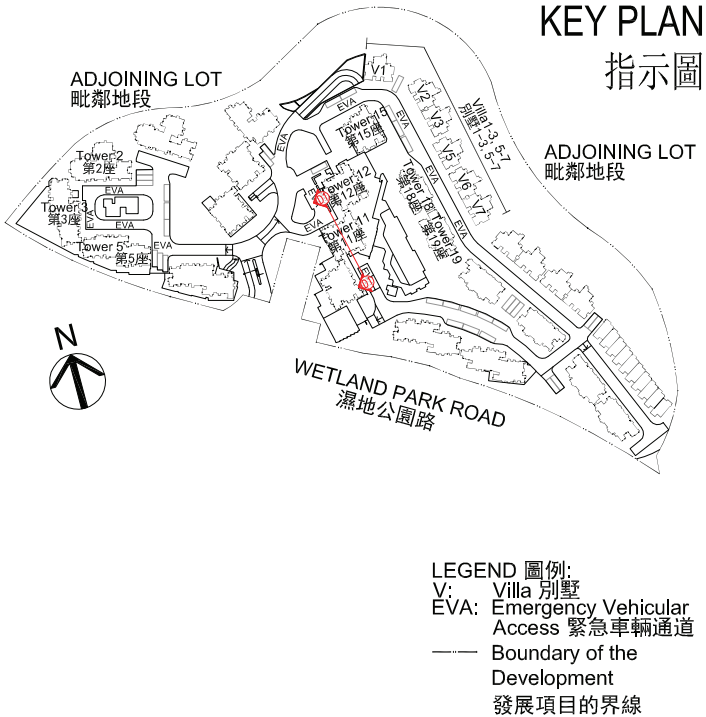 KEY PLAN
指示圖
ADJOINING LOT
毗鄰地段
V1
EVA
V2
V3
Villa1-3, 5-7
別墅1-3, 5-7
Tower 15
第15座
EVA
EVA
ADJOINING LOT
毗鄰地段
Tower 2
第2座
V5
EVA
V6
Tower 12
第12座
Tower 18
第18座
EVA
V7
Tower 3
第3座
EVA
EVA
Tower 11
第11座
Tower 19
第19座
EVA
Tower 5
第5座
EVA
EVA
N
WETLAND PARK ROAD
濕地公園路
LEGEND 圖例:
V: Villa 別墅
EVA: Emergency Vehicular
Access 緊急車輛通道
Boundary of the
Development
發展項目的界線